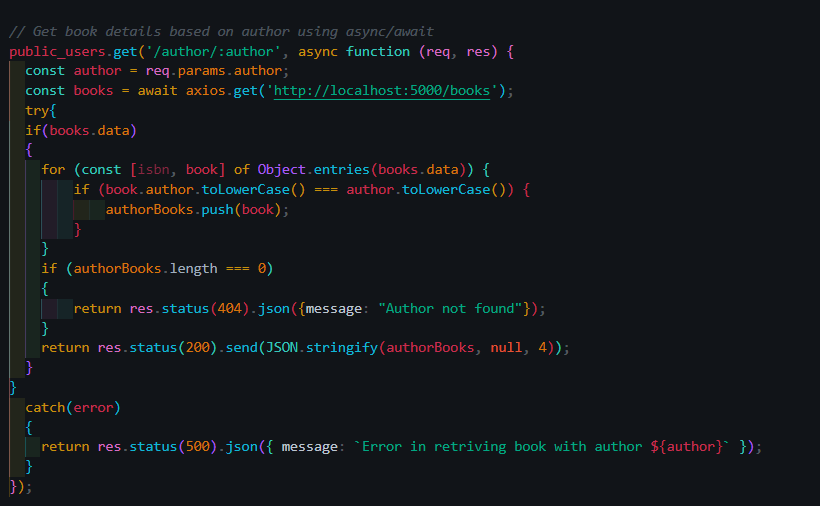 // Get book details based on author using async/await
public_users.get('/author/:author', async function (req, res) {
const author = req.params.author;
const books = await axios.get('http://localhost:5000/books');
try{
if(books.data)
{
for (const [isbn, book] of Object.entries(books.data)) {
if (book.author.toLowerCase() === author.toLowerCase()) {
authorBooks.push(book);
}
}
if (authorBooks.length === 0)
{
return res.status(404).json({message: "Author not found"});
}
return res.status(200).send(JSON.stringify(authorBooks, null, 4));
}
}
catch(error)
{
return res.status(500).json({ message: `Error in retriving book with author ${author}` });
}
});